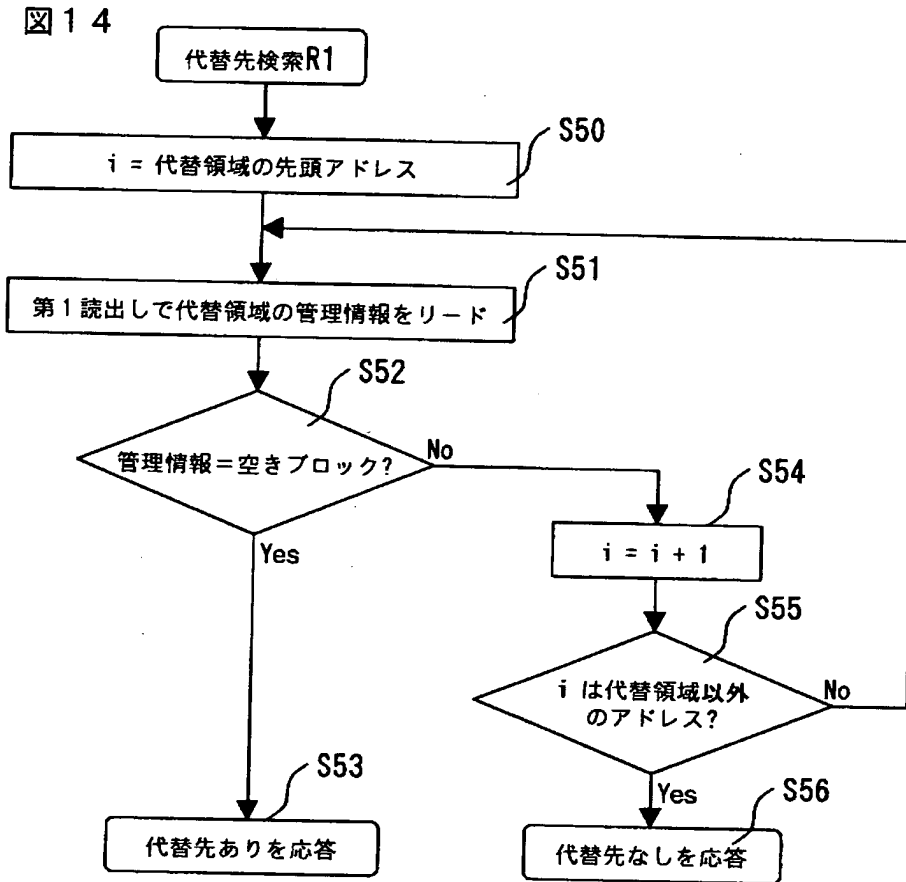 図14
代替先検索R1
S50
i = 代替領域の先頭アドレス
S51
第1読出しで代替領域の管理情報をリード
S52
管理情報=空きブロック?
No
Yes
S54
i = i + 1
S55
i は代替領域以外
のアドレス?
No
Yes
S53
代替先ありを応答
S56
代替先なしを応答